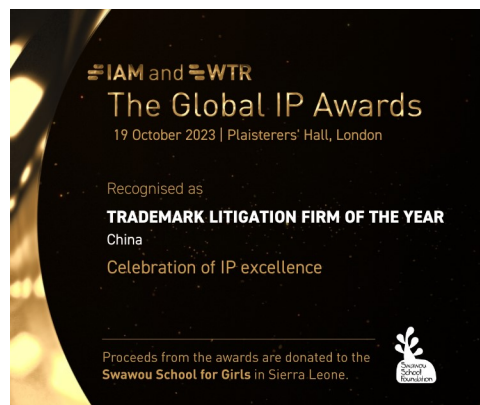 IAM and WTR
The Global IP Awards
19 October 2023 | Plaisterers' Hall, London
Recognised as
TRADEMARK LITIGATION FIRM OF THE YEAR
China
Celebration of IP excellence
Proceeds from the awards are donated to the
Swawou School for Girls in Sierra Leone.
Swawou
School
Foundation